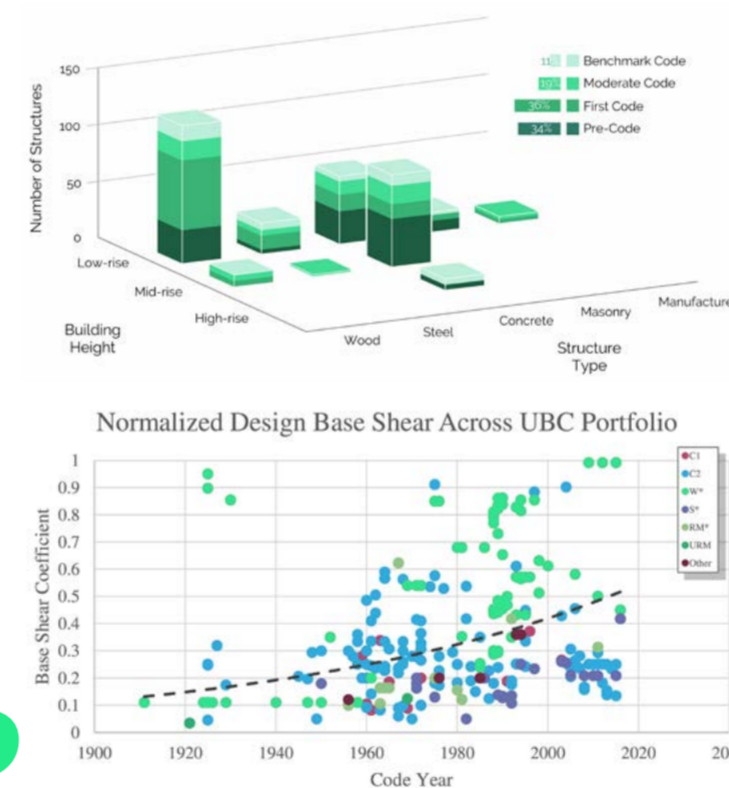 150
100
50
0
Number of Structures
Low-rise
Mid-rise
High-rise
Building
Height
Wood
Steel
Concrete
Masonry
Manufacture
Structure
Type
11 Benchmark Code
19% Moderate Code
36% First Code
34% Pre-Code
Normalized Design Base Shear Across UBC Portfolio
Base Shear Coefficient
1
0.9
0.8
0.7
0.6
0.5
0.4
0.3
0.2
0.1
0
1900
1920
1940
1960
1980
2000
2020
20
Code Year
C1
C2
W*
S*
RM*
URM
Other